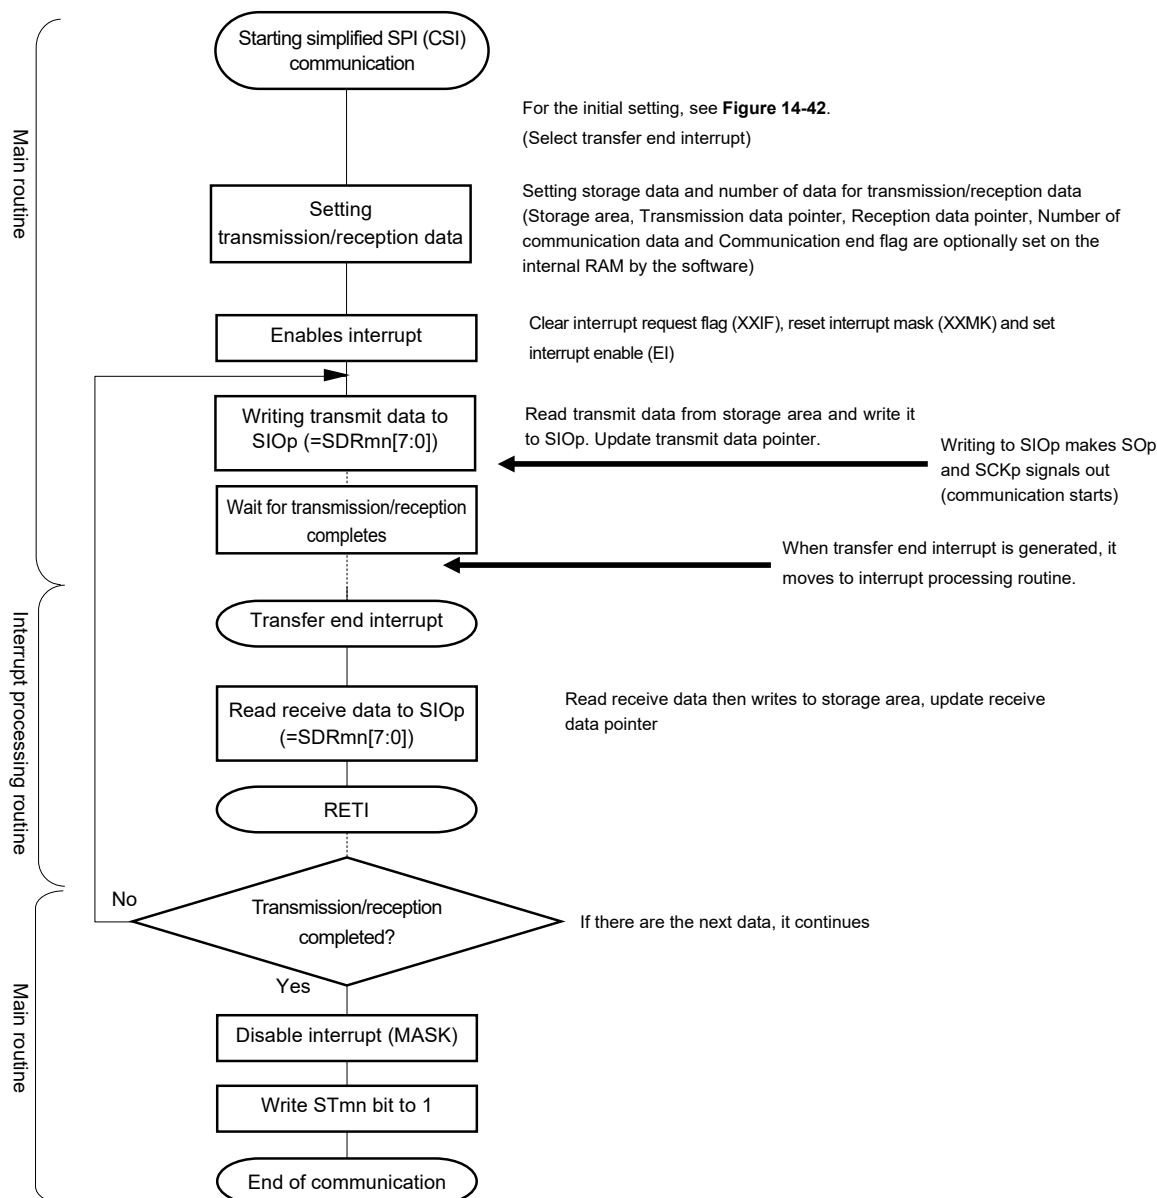 Starting simplified SPI (CSI)
communication
For the initial setting, see Figure 14-42.
(Select transfer end interrupt)
Main routine
Setting
transmission/reception data
Setting storage data and number of data for transmission/reception data
(Storage area, Transmission data pointer, Reception data pointer, Number of
communication data and Communication end flag are optionally set on the
internal RAM by the software)
Enables interrupt
Clear interrupt request flag (XXIF), reset interrupt mask (XXMK) and set
interrupt enable (EI)
Writing transmit data to
SIOp (=SDRmn[7:0])
Read transmit data from storage area and write it
to SIOp. Update transmit data pointer.
Writing to SIOp makes SOp
and SCKp signals out
(communication starts)
Wait for transmission/reception
completes
When transfer end interrupt is generated, it
moves to interrupt processing routine.
Interrupt processing routine
Transfer end interrupt
Read receive data to SIOp
(=SDRmn[7:0])
Read receive data then writes to storage area, update receive
data pointer
RETI
No
Transmission/reception
completed?
If there are the next data, it continues
Yes
Main routine
Disable interrupt (MASK)
Write STmn bit to 1
End of communication